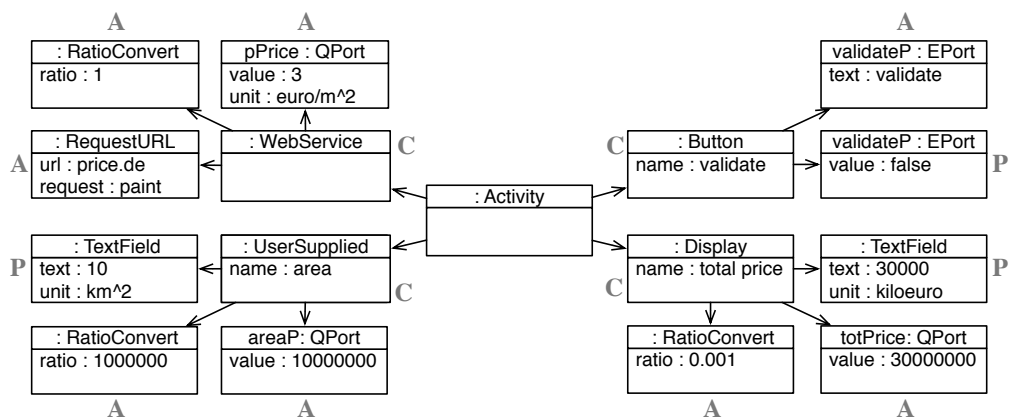 A
: RatioConvert
ratio : 1
pPrice : QPort
value : 3
unit : euro/m^2
A
validateP : EPort
text : validate
A
: RequestURL
url : price.de
request : paint
: WebService
C
C
: Button
name : validate
validateP : EPort
value : false
P
: Activity
P
: TextField
text : 10
unit : km^2
: UserSupplied
name : area
C
C
: Display
name : total price
: TextField
text : 30000
unit : kiloeuro
P
: RatioConvert
ratio : 1000000
A
areaP: QPort
value : 10000000
A
: RatioConvert
ratio : 0.001
A
totPrice: QPort
value : 30000000
A